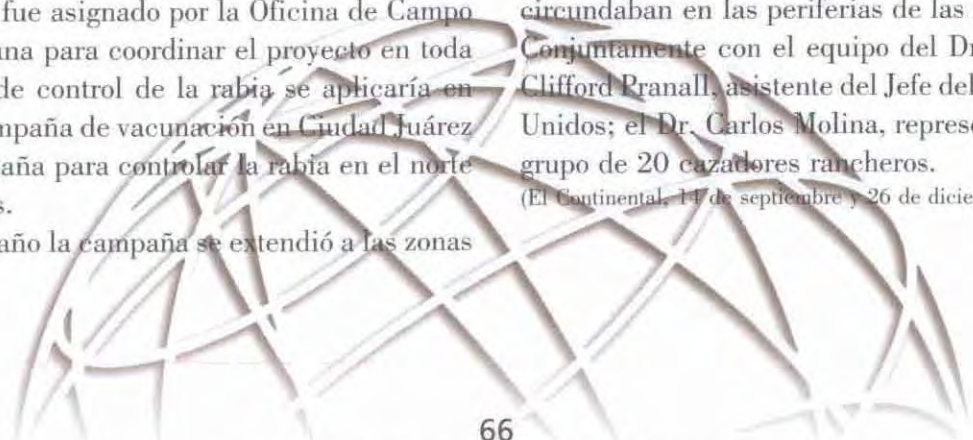 fue asignado por la Oficina de Campo
una para coordinar el proyecto en toda
de control de la rabia se aplicaría en
mpaña de vacunación en Ciudad Juárez
aña para controlar la rabia en el norte
s.
año la campaña se extendió a las zonas
circundaban en las periferias de las
Conjuntamente con el equipo del Dr
Clifford Pranall, asistente del Jefe del
Unidos; el Dr. Carlos Molina, represe
grupo de 20 cazadores rancheros.
(El Continental, 14 de septiembre y 26 de dicie
66